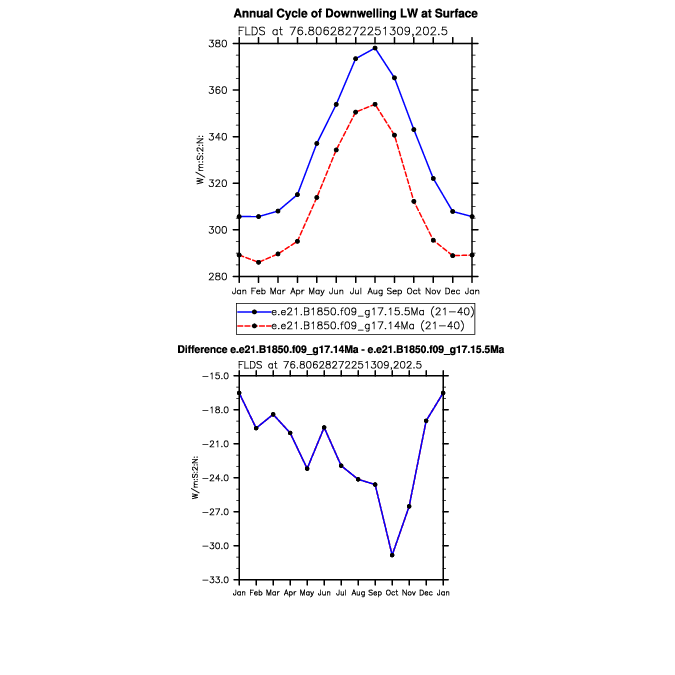 Annual Cycle of Downwelling LW at Surface
FLDS at 76.80628272251309,202.5
380
360
340
320
300
280
W/m:S:2:N:
Jan Feb Mar Apr May Jun Jul Aug Sep Oct Nov Dec Jan
e.e21.B1850.f09_g17.15.5Ma (21-40)
e.e21.B1850.f09_g17.14Ma (21-40)
Difference e.e21.B1850.f09_g17.14Ma - e.e21.B1850.f09_g17.15.5Ma
FLDS at 76.80628272251309,202.5
-15.0
-18.0
-21.0
-24.0
-27.0
-30.0
-33.0
W/m:S:2:N:
Jan Feb Mar Apr May Jun Jul Aug Sep Oct Nov Dec Jan